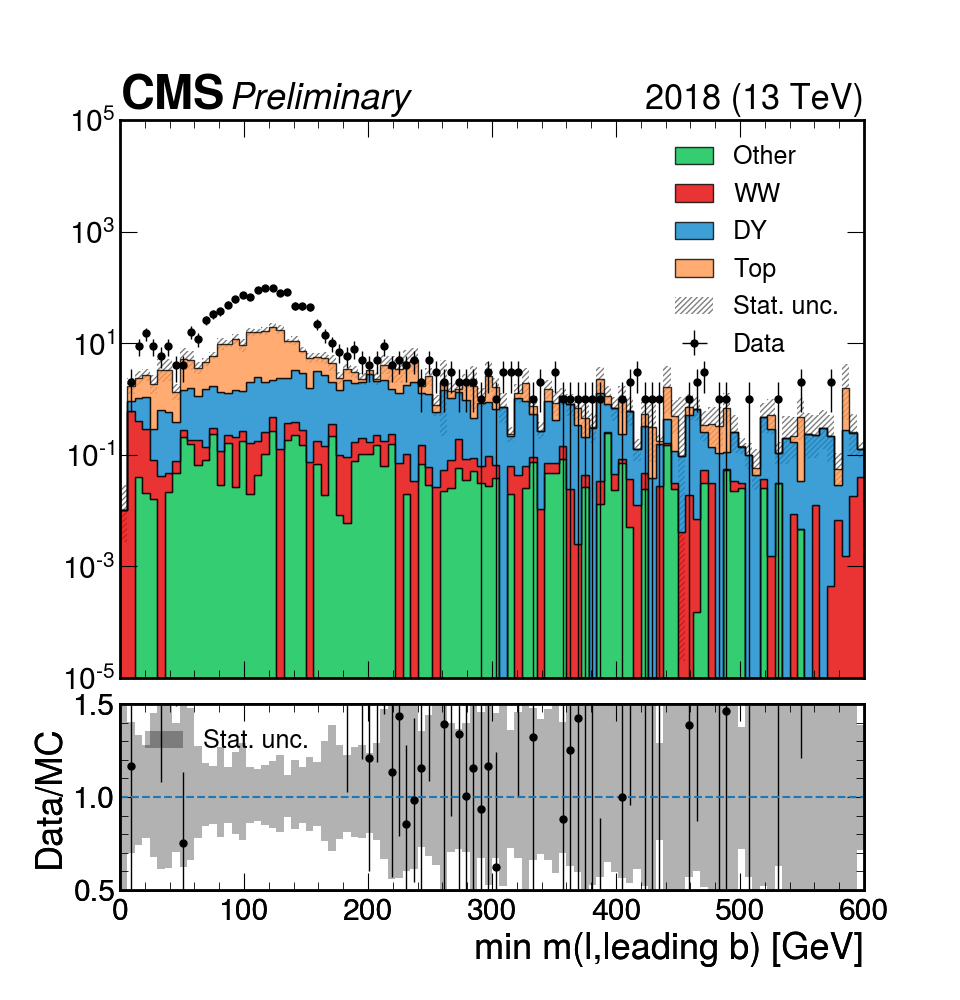 CMS Preliminary 2018 (13 TeV)
10^5
Other
WW
10^3
DY
Top
Stat. unc.
10^1
Data
10^-1
10^-3
10^-5
1.5
Stat. unc.
1.0
Data/MC
0.5
0 100 200 300 400 500 600
min m(l,leading b) [GeV]